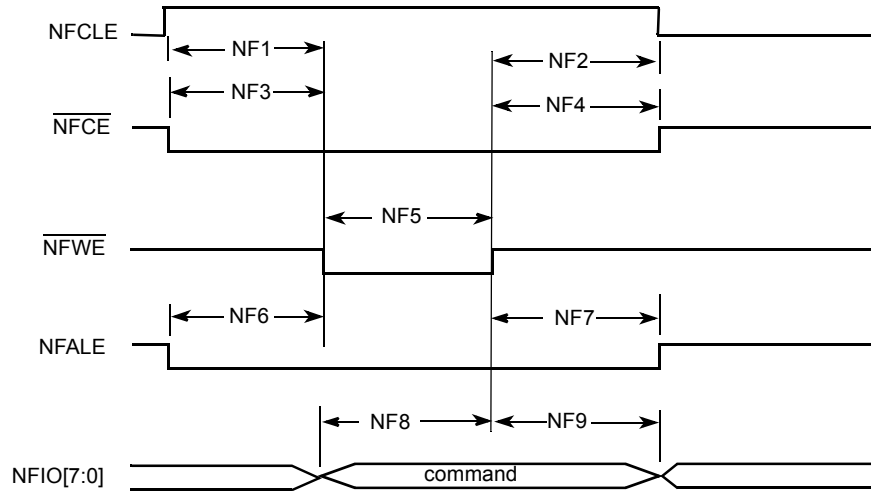 NFCLE
NF1
NF2
NF3
NF4
NFCE
NF5
NFWE
NF6
NF7
NFALE
NF8
NF9
NFIO[7:0]
command